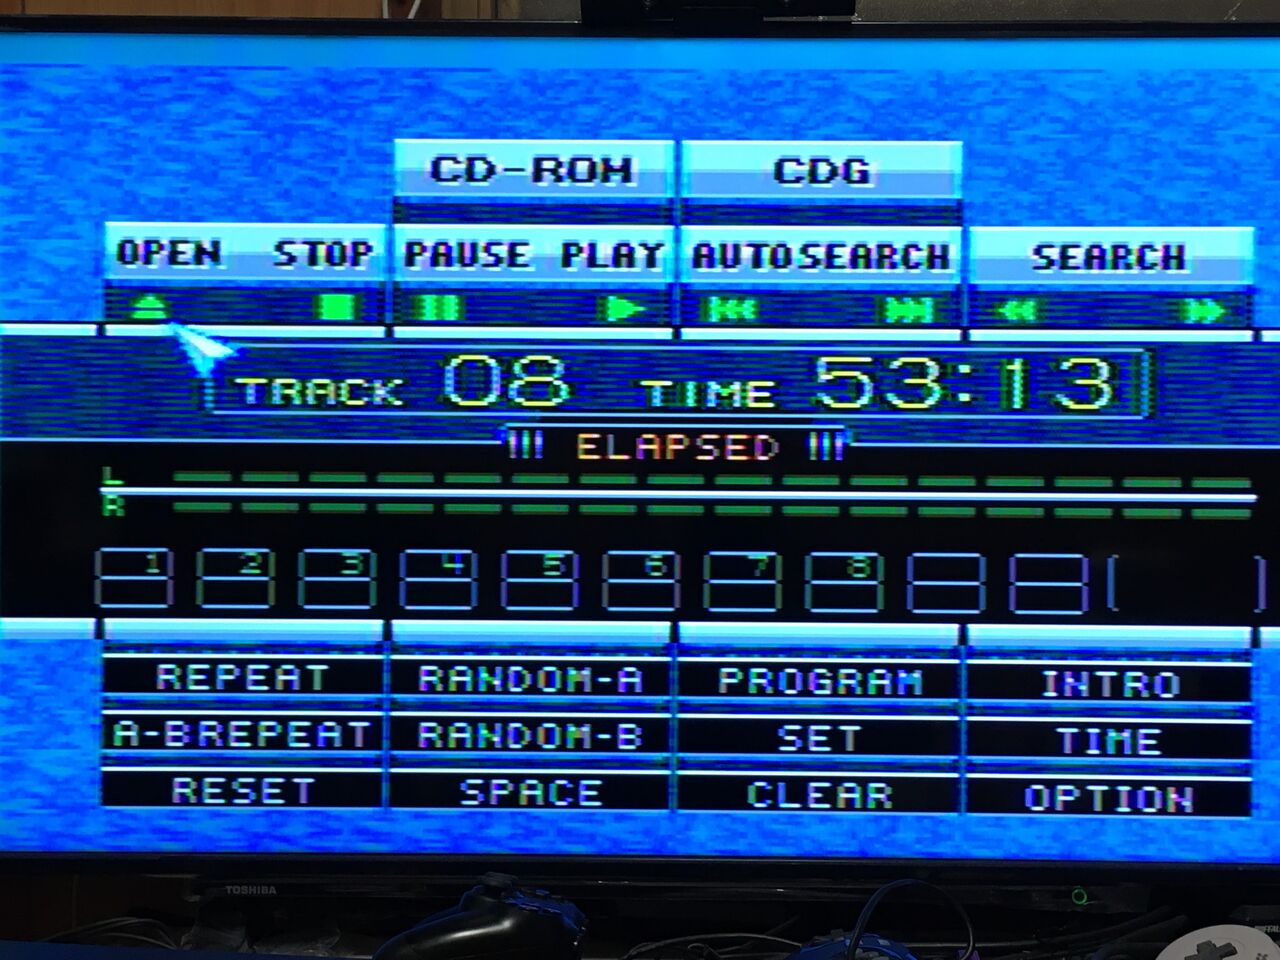 CD-ROM CDG
OPEN STOP PAUSE PLAY AUTOSEARCH SEARCH
TRACK 08 TIME 53:13
ELAPSED
L
R
1 2 3 4 5 6 7 8
REPEAT RANDOM-A PROGRAM INTRO
A-BREPEAT RANDOM-B SET TIME
RESET SPACE CLEAR OPTION
TOSHIBA